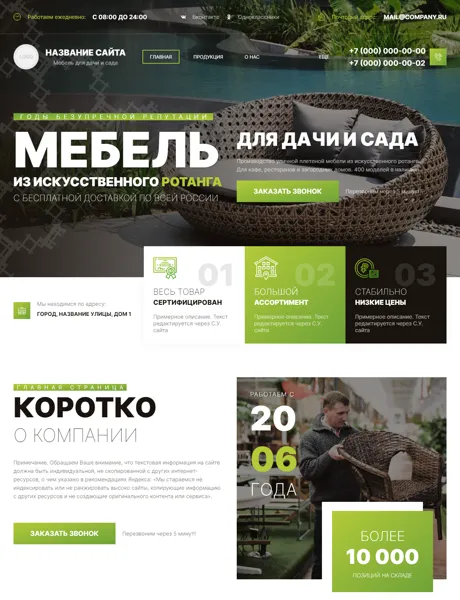 Работаем ежедневно: С 08:00 ДО 24:00
Вконтакте
Одноклассники
Почтовый адрес: MAIL@COMPANY.RU
LOGO
НАЗВАНИЕ САЙТА
Мебель для дачи и сада
ГЛАВНАЯ
ПРОДУКЦИЯ
О НАС
+7 (000) 000-00-00
+7 (000) 000-00-02
ГОДЫ БЕЗУПРЕЧНОЙ РЕПУТАЦИИ
МЕБЕЛЬ
ИЗ ИСКУССТВЕННОГО РОТАНГА
С БЕСПЛАТНОЙ ДОСТАВКОЙ ПО ВСЕЙ РОССИИ
ДЛЯ ДАЧИ И САДА
Производство уличной плетеной мебели из искусственного ротанга.
Для кафе, ресторанов и загородных домов. 400 моделей в наличии.
ЗАКАЗАТЬ ЗВОНОК
Перезвоним через 5 минут!
Мы находимся по адресу:
ГОРОД, НАЗВАНИЕ УЛИЦЫ, ДОМ 1
01
ВЕСЬ ТОВАР
СЕРТИФИЦИРОВАН
Примерное описание. Текст
редактируется через С.У.
сайта
02
БОЛЬШОЙ
АССОРТИМЕНТ
Примерное описание. Текст
редактируется через С.У.
сайта
03
СТАБИЛЬНО
НИЗКИЕ ЦЕНЫ
Примерное описание. Текст
редактируется через С.У.
сайта
ГЛАВНАЯ СТРАНИЦА
КОРОТКО
О КОМПАНИИ
Примечание. Обращаем Ваше внимание, что текстовая информация на сайте
должна быть индивидуальной, не скопированной с других интернет-
ресурсов, о чем указано в рекомендациях Яндекса: «Мы стараемся не
индексировать или не ранжировать высоко сайты, копирующие информацию
с других ресурсов и не создающие оригинального контента или сервиса».
ЗАКАЗАТЬ ЗВОНОК
Перезвоним через 5 минут!
РАБОТАЕМ С
20
06
ГОДА
БОЛЕЕ
10 000
ПОЗИЦИЙ НА СКЛАДЕ